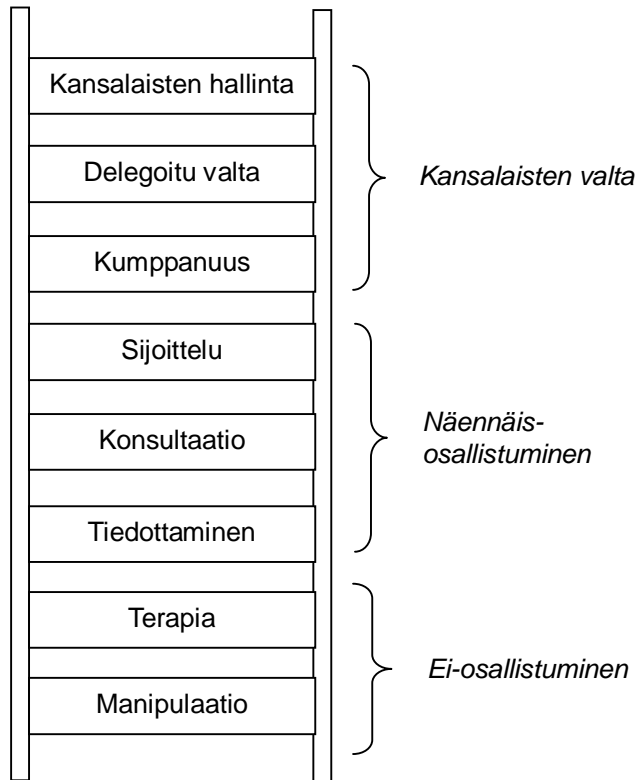 Kansalaisten hallinta
Delegoitu valta
Kansalaisten valta
Kumppanuus
Sijoittelu
Konsultaatio
Näennäis-
osallistuminen
Tiedottaminen
Terapia
Ei-osallistuminen
Manipulaatio